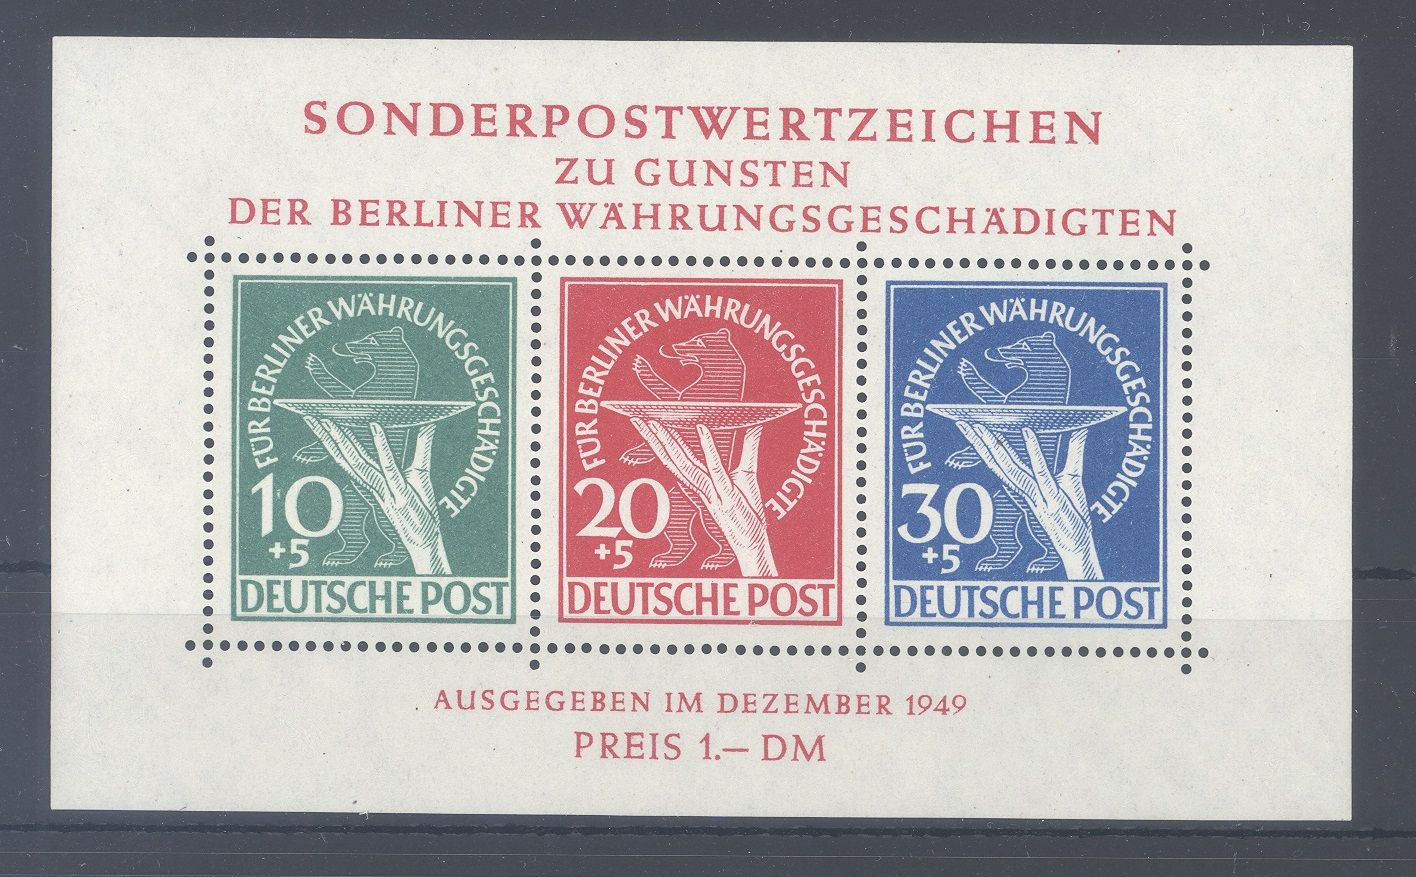 SONDERPOSTWERTZEICHEN
ZU GUNSTEN
DER BERLINER WÄHRUNGSGESCHÄDIGTEN
FÜR BERLINER WÄHRUNGSGESCHÄDIGTE
10
+5
DEUTSCHE POST
FÜR BERLINER WÄHRUNGSGESCHÄDIGTE
20
+5
DEUTSCHE POST
FÜR BERLINER WÄHRUNGSGESCHÄDIGTE
30
+5
DEUTSCHE POST
AUSGEGEBEN IM DEZEMBER 1949
PREIS 1.— DM